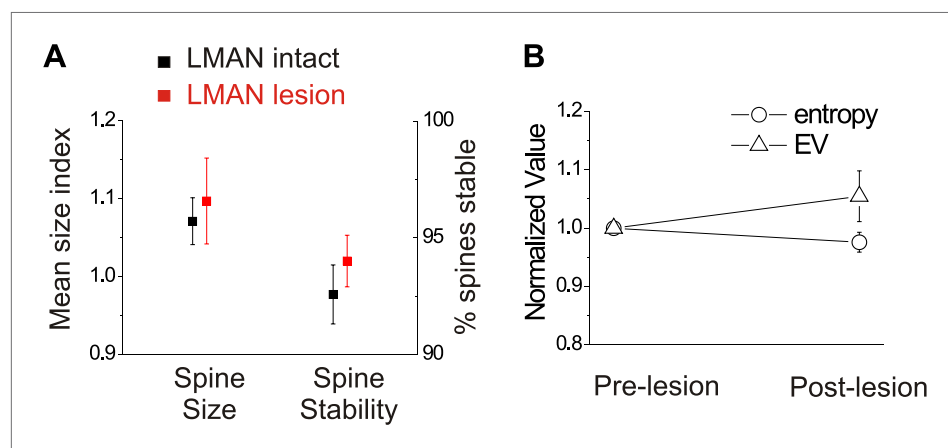 A
LMAN intact
LMAN lesion
Mean size index
1.2
1.1
1.0
0.9
100
95
90
% spines stable
Spine
Size
Spine
Stability
B
entropy
EV
Normalized Value
1.2
1.1
1.0
0.9
0.8
Pre-lesion
Post-lesion